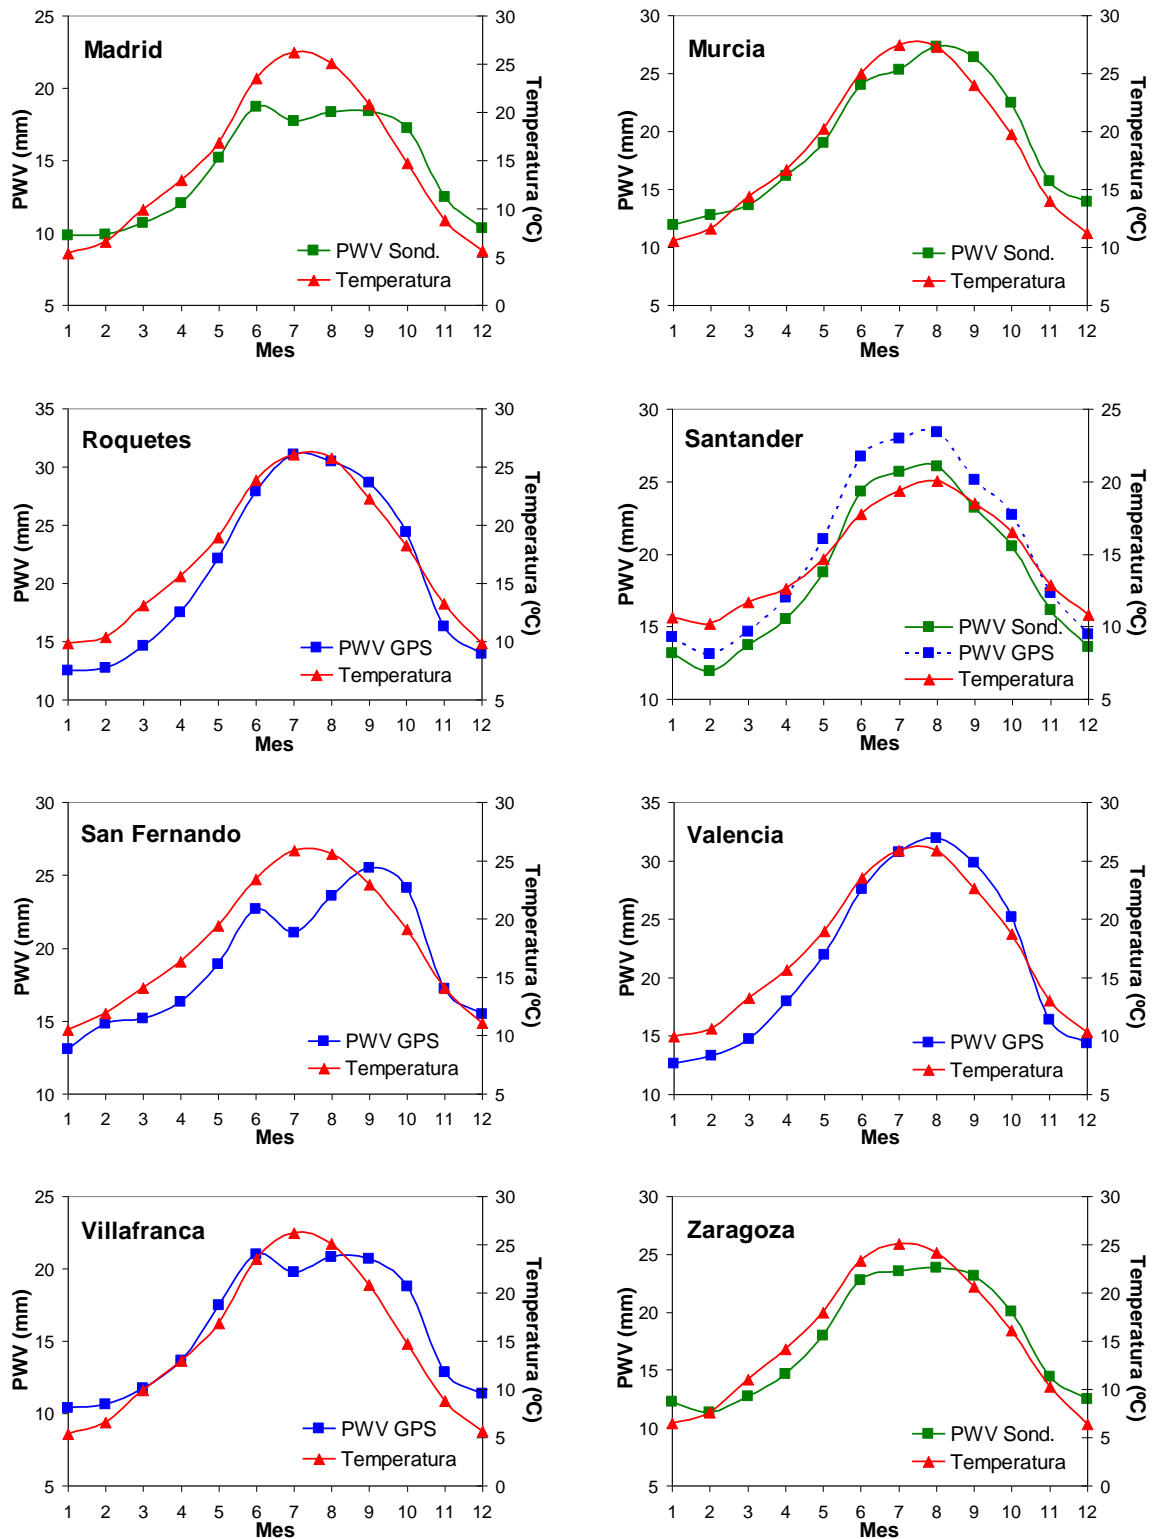 Madrid
25
20
15
10
5
PWV (mm)
30
25
20
15
10
5
0
Temperatura (ºC)
PWV Sond.
Temperatura
1 2 3 4 5 6 7 8 9 10 11 12
Mes
Murcia
30
25
20
15
10
5
PWV (mm)
30
25
20
15
10
5
Temperatura (ºC)
PWV Sond.
Temperatura
1 2 3 4 5 6 7 8 9 10 11 12
Mes
Roquetes
35
30
25
20
15
10
PWV (mm)
30
25
20
15
10
5
Temperatura (ºC)
PWV GPS
Temperatura
1 2 3 4 5 6 7 8 9 10 11 12
Mes
Santander
30
25
20
15
10
PWV (mm)
25
20
15
10
5
Temperatura (ºC)
PWV Sond.
PWV GPS
Temperatura
1 2 3 4 5 6 7 8 9 10 11 12
Mes
San Fernando
30
25
20
15
10
PWV (mm)
30
25
20
15
10
5
Temperatura (ºC)
PWV GPS
Temperatura
1 2 3 4 5 6 7 8 9 10 11 12
Mes
Valencia
35
30
25
20
15
10
PWV (mm)
30
25
20
15
10
5
Temperatura (ºC)
PWV GPS
Temperatura
1 2 3 4 5 6 7 8 9 10 11 12
Mes
Villafranca
25
20
15
10
5
PWV (mm)
30
25
20
15
10
5
0
Temperatura (ºC)
PWV GPS
Temperatura
1 2 3 4 5 6 7 8 9 10 11 12
Mes
Zaragoza
30
25
20
15
10
5
PWV (mm)
30
25
20
15
10
5
0
Temperatura (ºC)
PWV Sond.
Temperatura
1 2 3 4 5 6 7 8 9 10 11 12
Mes